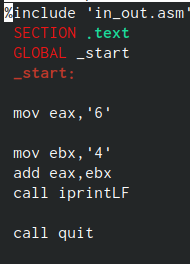 %include 'in_out.asm'
SECTION .text
GLOBAL _start
_start:
mov eax,'6'
mov ebx,'4'
add eax,ebx
call iprintLF
call quit